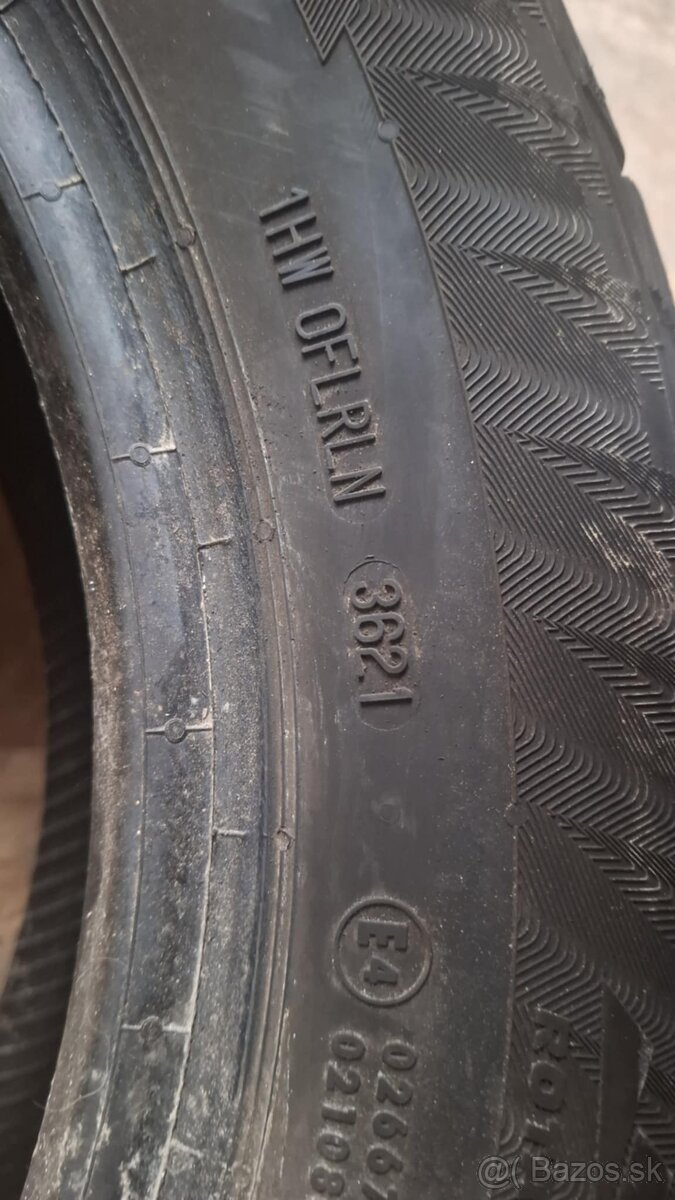 1HW OFLRLN 3621
E4
0266
02108
@( Bazos.sk